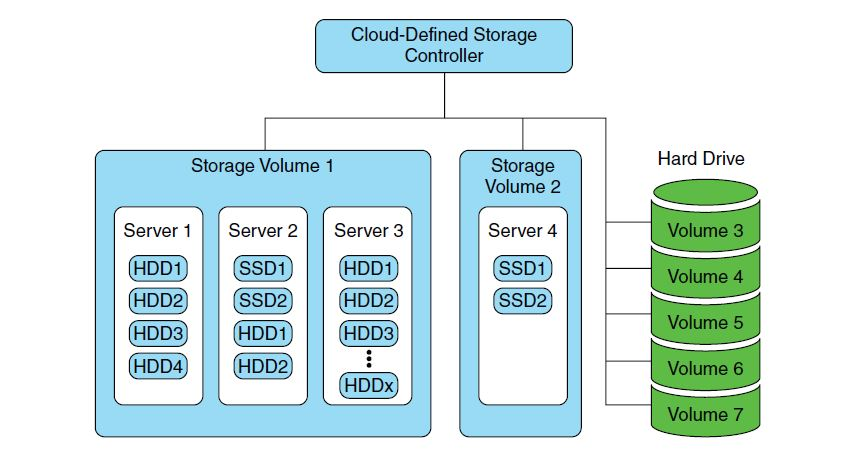 Cloud-Defined Storage
Controller
Storage Volume 1
Server 1
HDD1
HDD2
HDD3
HDD4
Server 2
SSD1
SSD2
HDD1
HDD2
Server 3
HDD1
HDD2
HDD3
HDDx
Storage
Volume 2
Server 4
SSD1
SSD2
Hard Drive
Volume 3
Volume 4
Volume 5
Volume 6
Volume 7